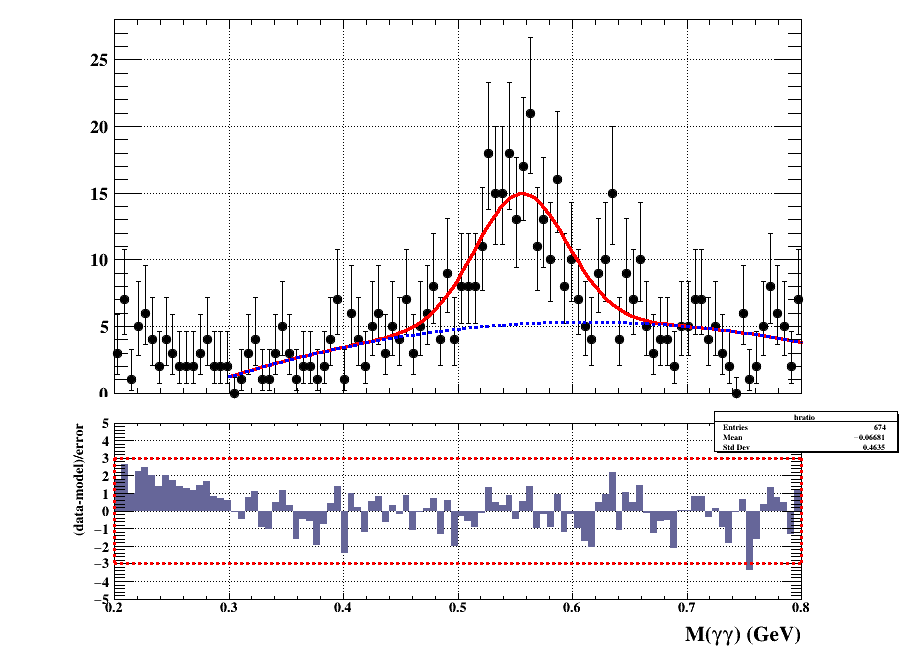 25
20
15
10
5
0
hratio
Entries 674
Mean −0.06681
Std Dev 0.4635
(data-model)/error
5
4
3
2
1
0
−1
−2
−3
−4
−5
0.2 0.3 0.4 0.5 0.6 0.7 0.8
M(γγ) (GeV)